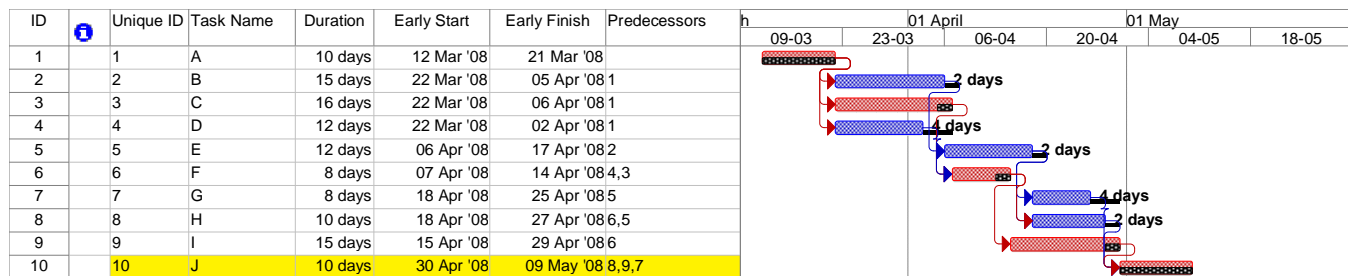 ID Unique ID Task Name Duration Early Start Early Finish Predecessors h 01 April 01 May
09-03 23-03 06-04 20-04 04-05 18-05
1 1 A 10 days 12 Mar '08 21 Mar '08
2 2 B 15 days 22 Mar '08 05 Apr '08 1 2 days
3 3 C 16 days 22 Mar '08 06 Apr '08 1
4 4 D 12 days 22 Mar '08 02 Apr '08 1 4 days
5 5 E 12 days 06 Apr '08 17 Apr '08 2 2 days
6 6 F 8 days 07 Apr '08 14 Apr '08 4,3
7 7 G 8 days 18 Apr '08 25 Apr '08 5 4 days
8 8 H 10 days 18 Apr '08 27 Apr '08 6,5 2 days
9 9 I 15 days 15 Apr '08 29 Apr '08 6
10 10 J 10 days 30 Apr '08 09 May '08 8,9,7